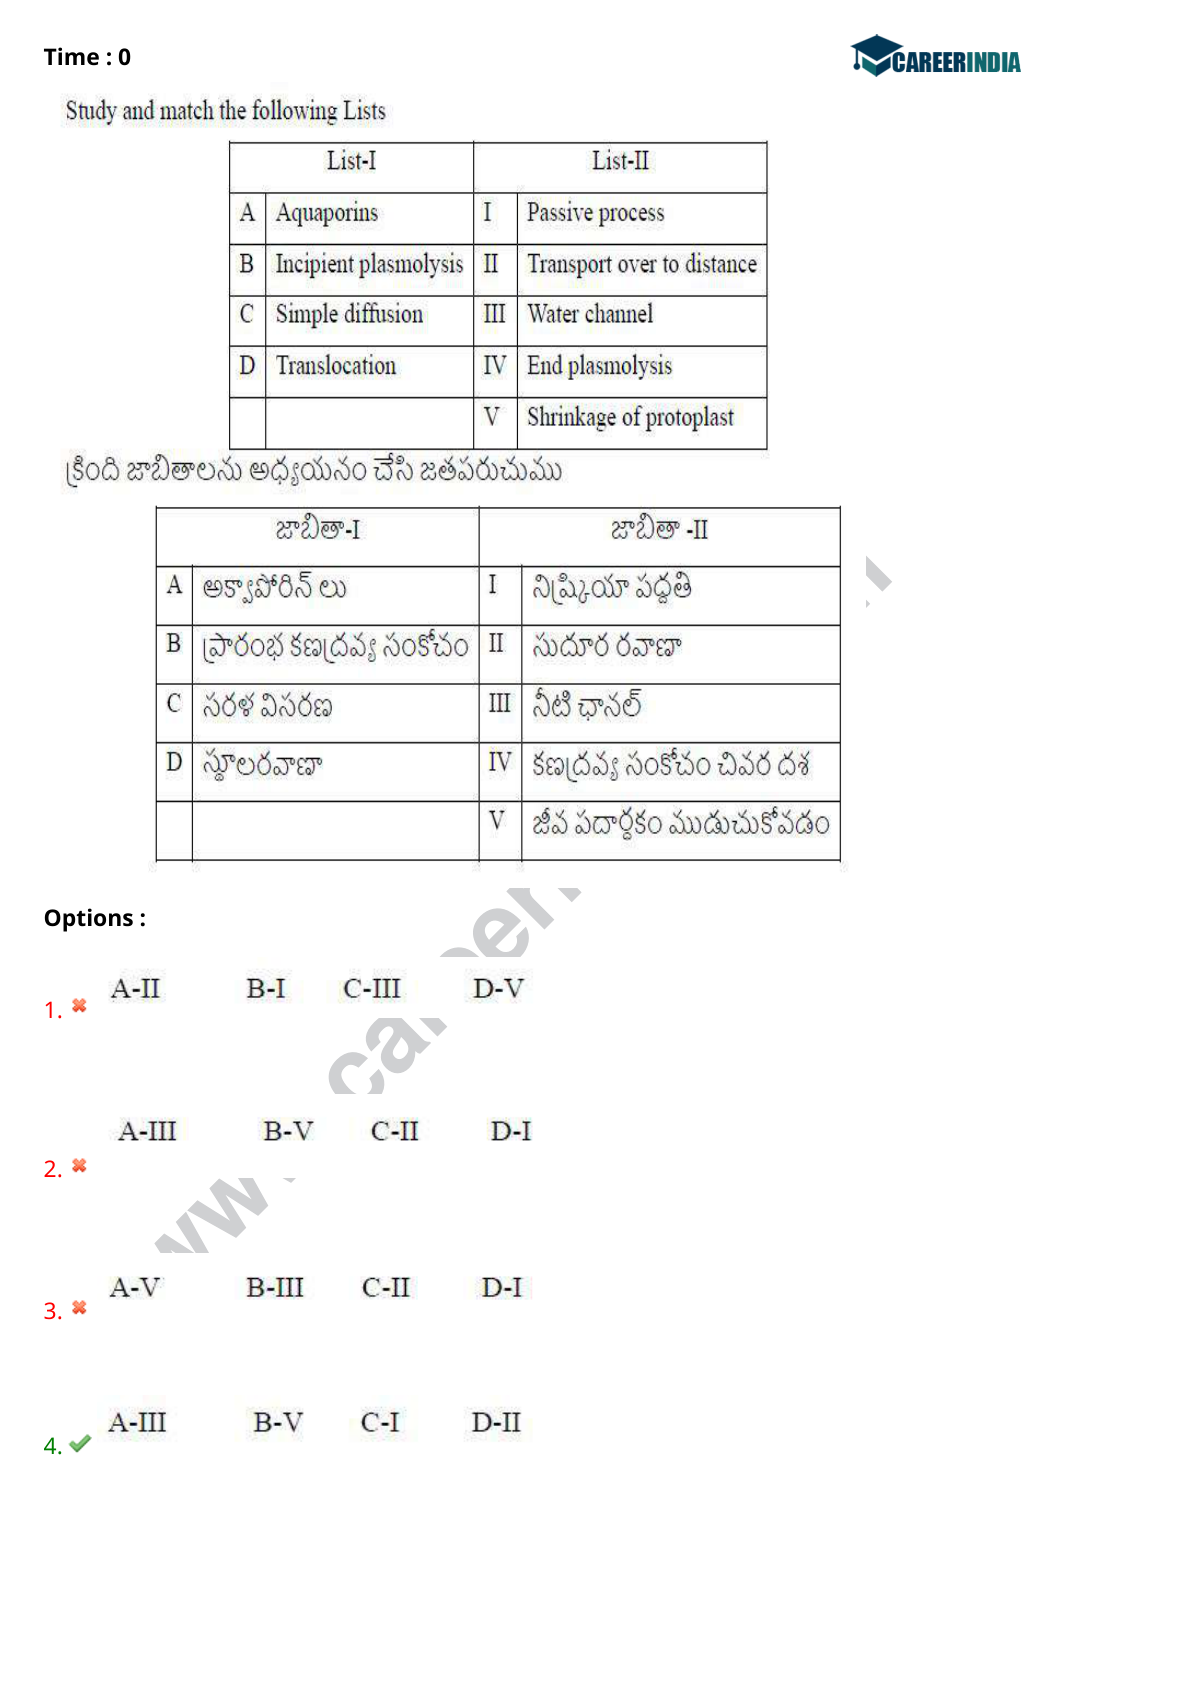 Time : 0
CAREERINDIA
Study and match the following Lists
List-I List-II
A Aquaporins I Passive process
B Incipient plasmolysis II Transport over to distance
C Simple diffusion III Water channel
D Translocation IV End plasmolysis
V Shrinkage of protoplast
క్రింది జాబితాలను అధ్యయనం చేసి జతపరుచుము
జాబితా-I జాబితా -II
A అక్వాపోరిన్ లు I నిష్క్రియా పద్ధతి
B ప్రారంభ కణద్రవ్య సంకోచం II సుదూర రవాణా
C సరళ విసరణ III నీటి ఛానల్
D స్థూలరవాణా IV కణద్రవ్య సంకోచం చివర దశ
V జీవ పదార్థకం ముడుచుకోవడం
Options :
1. A-II B-I C-III D-V
2. A-III B-V C-II D-I
3. A-V B-III C-II D-I
4. A-III B-V C-I D-II